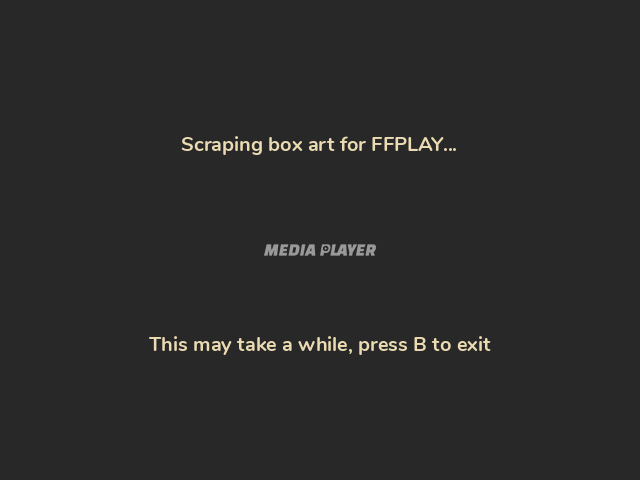 Scraping box art for FFPLAY...
MEDIA PLAYER
This may take a while, press B to exit